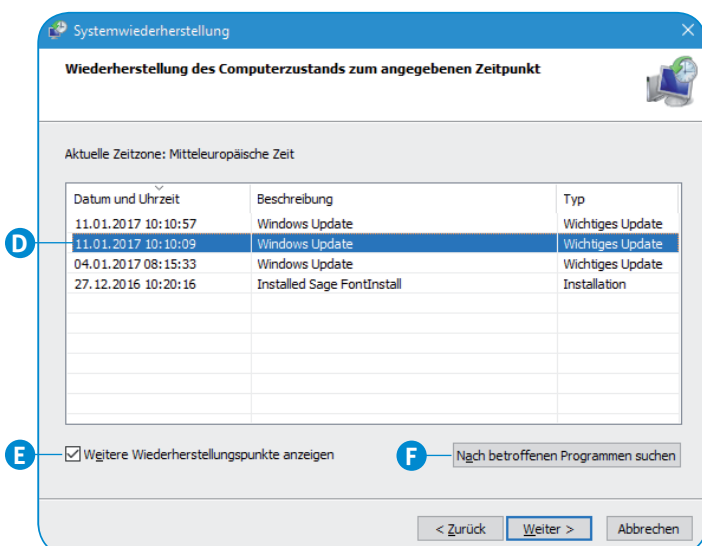 Systemwiederherstellung
Wiederherstellung des Computerzustands zum angegebenen Zeitpunkt
Aktuelle Zeitzone: Mitteleuropäische Zeit
Datum und Uhrzeit Beschreibung Typ
11.01.2017 10:10:57 Windows Update Wichtiges Update
D 11.01.2017 10:10:09 Windows Update Wichtiges Update
04.01.2017 08:15:33 Windows Update Wichtiges Update
27.12.2016 10:20:16 Installed Sage FontInstall Installation
E Weitere Wiederherstellungspunkte anzeigen F Nach betroffenen Programmen suchen
< Zurück Weiter > Abbrechen